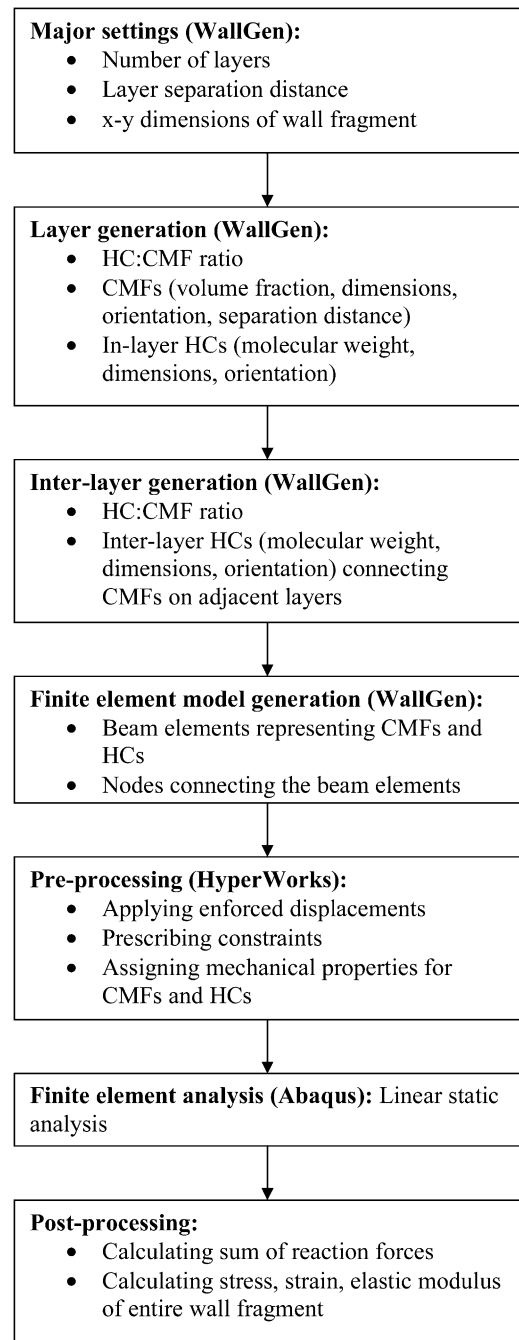 Major settings (WallGen):
• Number of layers
• Layer separation distance
• x-y dimensions of wall fragment
Layer generation (WallGen):
• HC:CMF ratio
• CMFs (volume fraction, dimensions,
orientation, separation distance)
• In-layer HCs (molecular weight,
dimensions, orientation)
Inter-layer generation (WallGen):
• HC:CMF ratio
• Inter-layer HCs (molecular weight,
dimensions, orientation) connecting
CMFs on adjacent layers
Finite element model generation (WallGen):
• Beam elements representing CMFs and
HCs
• Nodes connecting the beam elements
Pre-processing (HyperWorks):
• Applying enforced displacements
• Prescribing constraints
• Assigning mechanical properties for
CMFs and HCs
Finite element analysis (Abaqus): Linear static
analysis
Post-processing:
• Calculating sum of reaction forces
• Calculating stress, strain, elastic modulus
of entire wall fragment